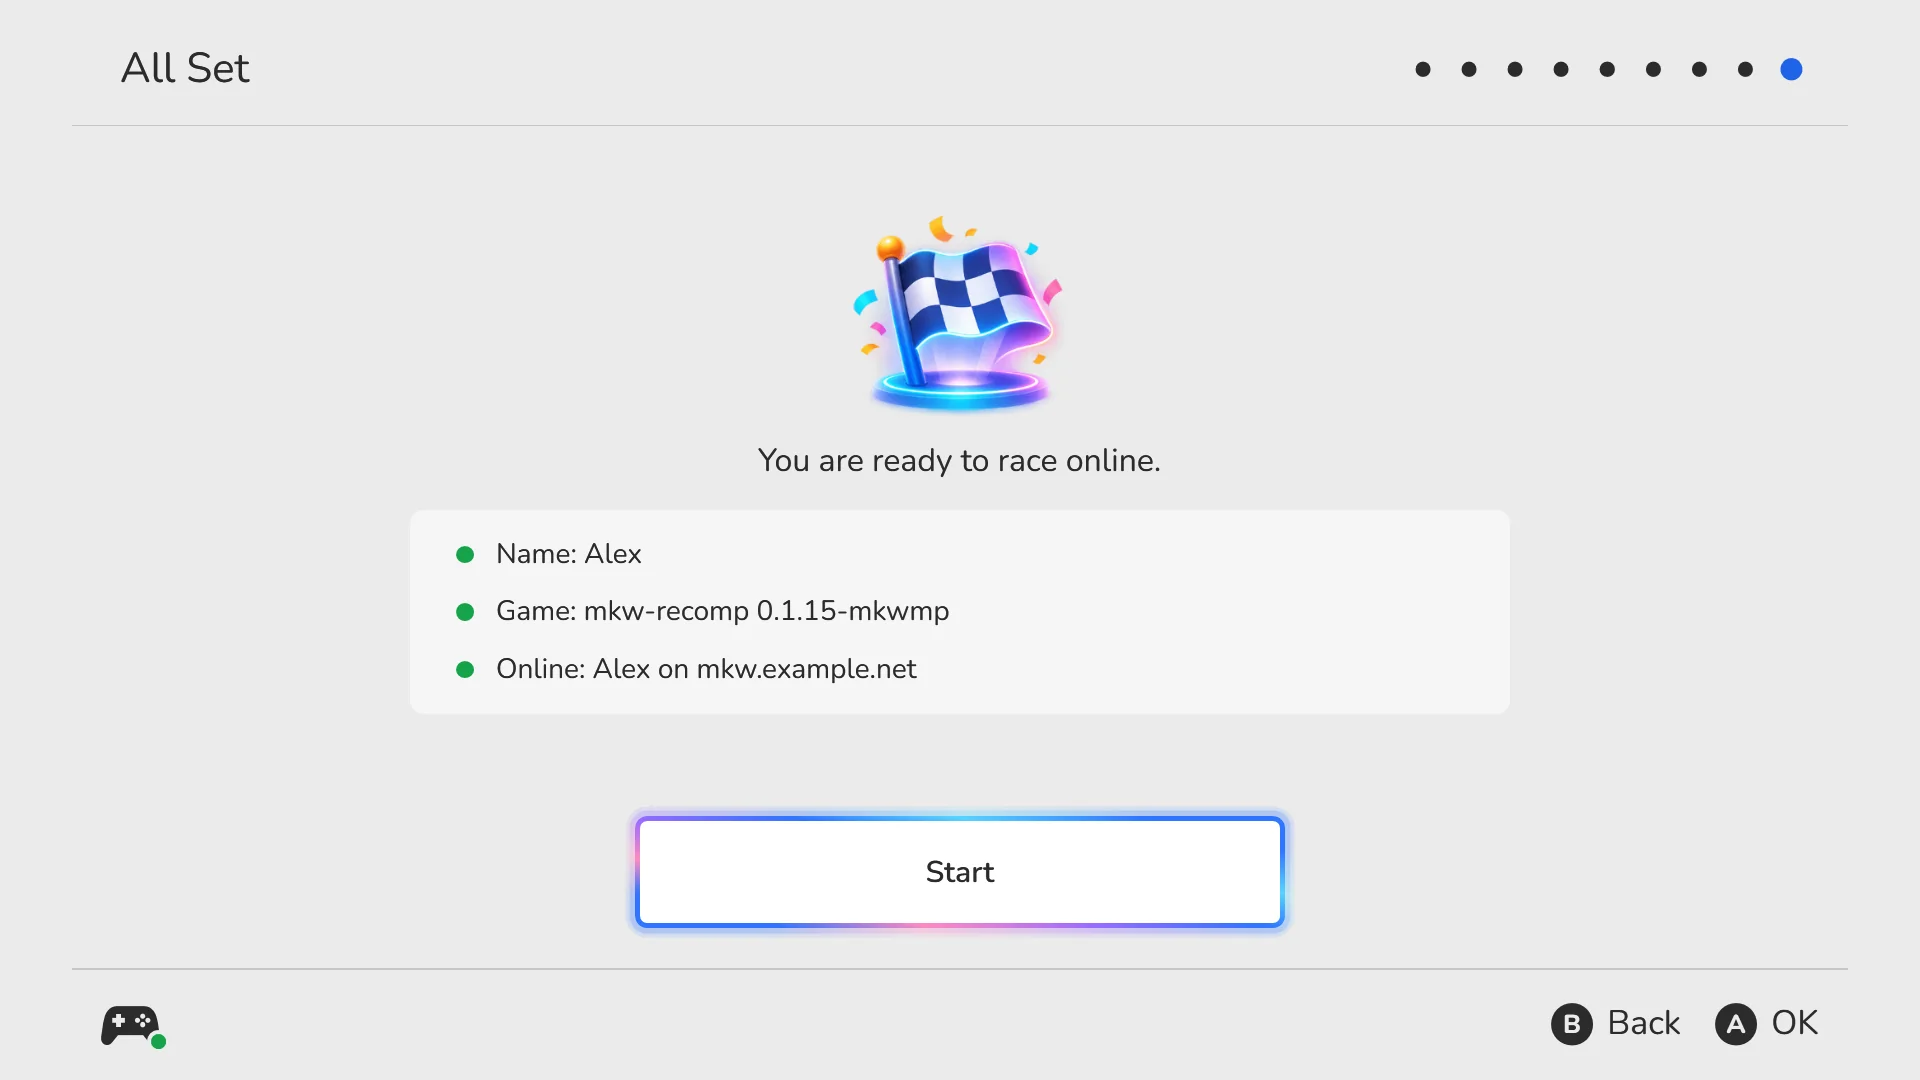 All Set
You are ready to race online.
Name: Alex
Game: mkw-recomp 0.1.15-mkwmp
Online: Alex on mkw.example.net
Start
B Back A OK